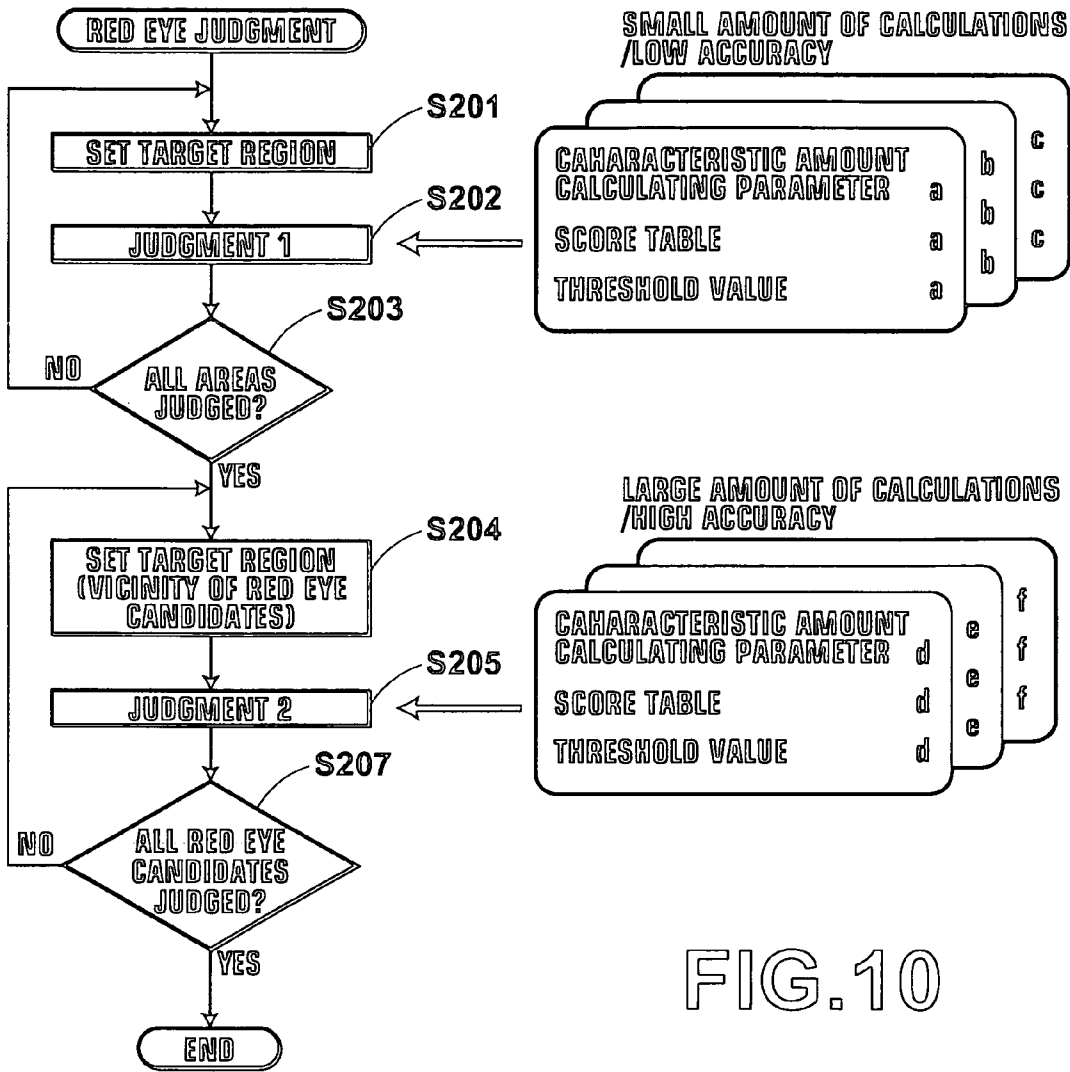 RED EYE JUDGMENT
S201
SET TARGET REGION
S202
JUDGMENT 1
S203
ALL AREAS
JUDGED?
NO
YES
S204
SET TARGET REGION
(VICINITY OF RED EYE
CANDIDATES)
S205
JUDGMENT 2
S207
ALL RED EYE
CANDIDATES
JUDGED?
NO
YES
END
SMALL AMOUNT OF CALCULATIONS
/LOW ACCURACY
CAHARACTERISTIC AMOUNT
CALCULATING PARAMETER a
SCORE TABLE a
THRESHOLD VALUE a
b
b
b
c
c
c
LARGE AMOUNT OF CALCULATIONS
/HIGH ACCURACY
CAHARACTERISTIC AMOUNT
CALCULATING PARAMETER d
SCORE TABLE d
THRESHOLD VALUE d
e
e
e
f
f
f
FIG.10